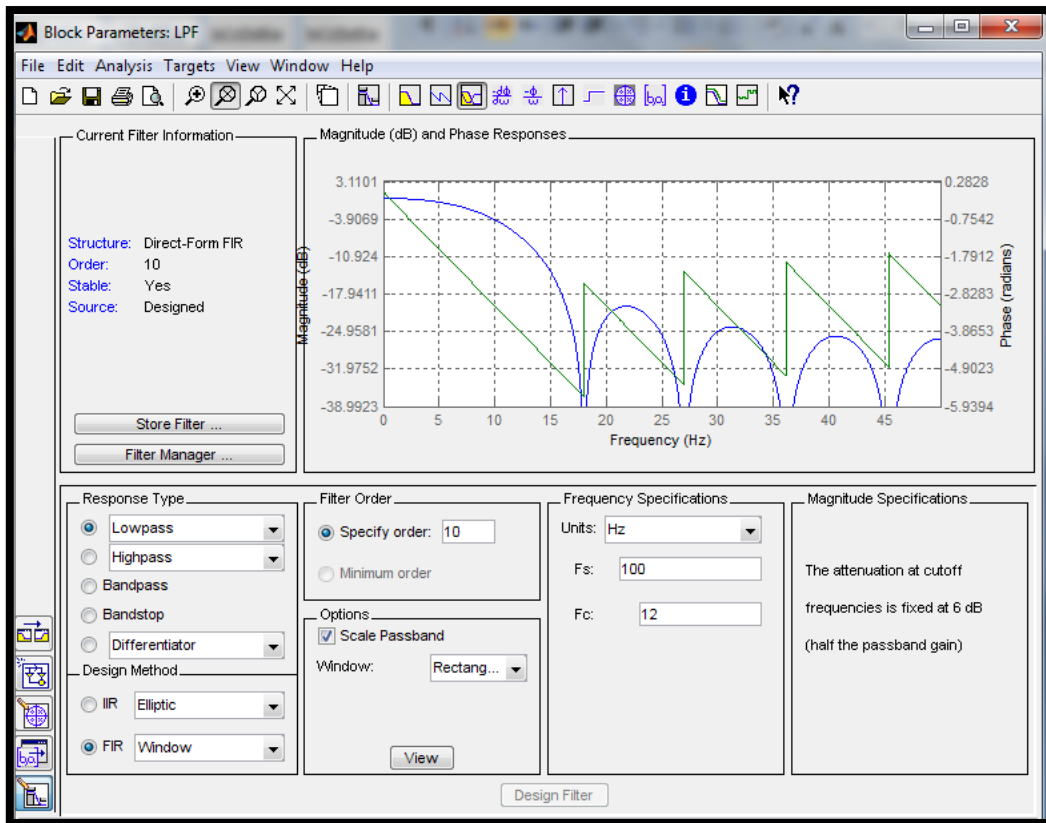 Block Parameters: LPF
File Edit Analysis Targets View Window Help
Current Filter Information
Structure: Direct-Form FIR
Order: 10
Stable: Yes
Source: Designed
Store Filter ...
Filter Manager ...
Magnitude (dB) and Phase Responses
3.1101
-3.9069
-10.924
-17.9411
-24.9581
-31.9752
-38.9923
Magnitude (dB)
0.2828
-0.7542
-1.7912
-2.8283
-3.8653
-4.9023
-5.9394
Phase (radians)
0 5 10 15 20 25 30 35 40 45
Frequency (Hz)
Response Type
Lowpass
Highpass
Bandpass
Bandstop
Differentiator
Design Method
IIR Elliptic
FIR Window
Filter Order
Specify order: 10
Minimum order
Options
Scale Passband
Window: Rectang...
View
Frequency Specifications
Units: Hz
Fs: 100
Fc: 12
Magnitude Specifications
The attenuation at cutoff
frequencies is fixed at 6 dB
(half the passband gain)
Design Filter